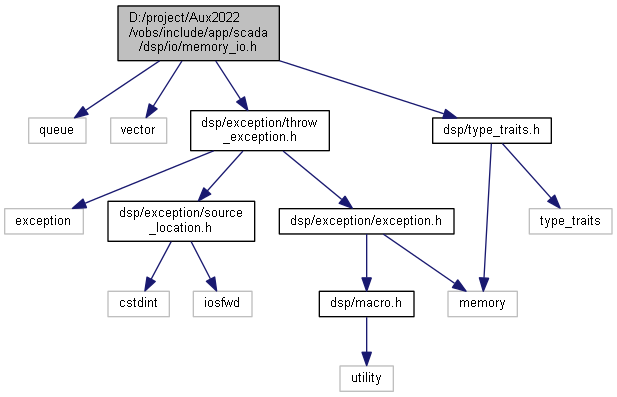 D:/project/Aux2022
/vobs/include/app/scada
/dsp/io/memory_io.h
queue
vector
dsp/exception/throw
_exception.h
dsp/type_traits.h
exception
dsp/exception/source
_location.h
dsp/exception/exception.h
type_traits
cstdint
iosfwd
dsp/macro.h
memory
utility